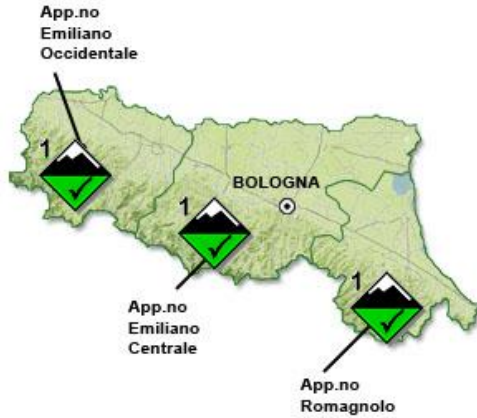 App.no
Emiliano
Occidentale
1
BOLOGNA
1
App.no
Emiliano
Centrale
1
App.no
Romagnolo